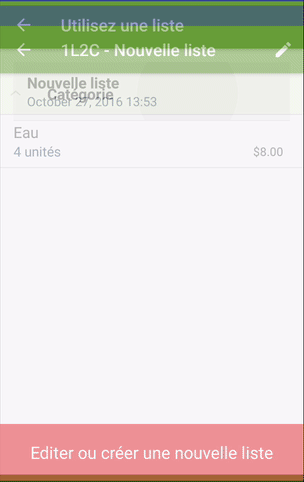 Utilisez une liste
1L2C - Nouvelle liste
Nouvelle liste
Catégorie
October 27, 2016 13:53
Eau
4 unités
$8.00
Editer ou créer une nouvelle liste